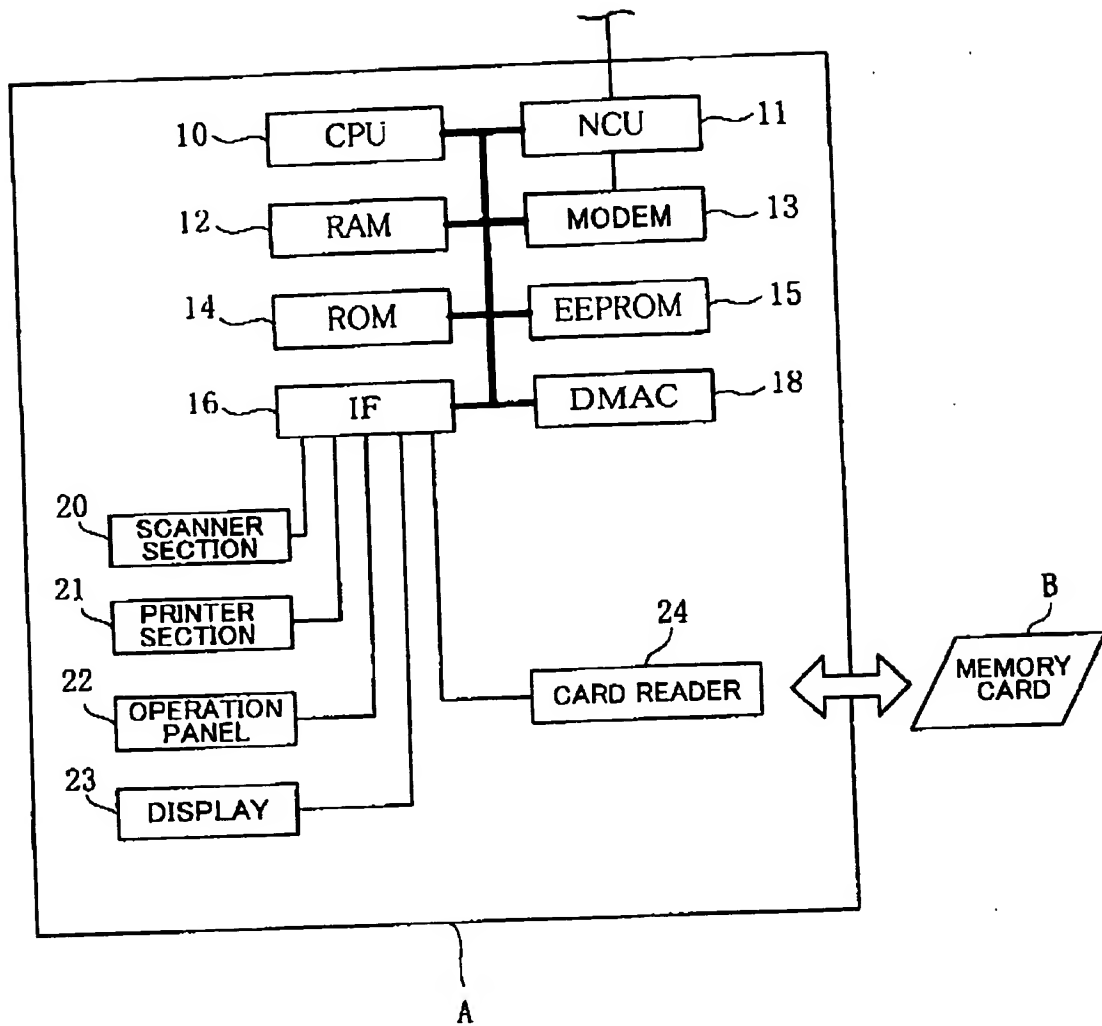 10
CPU
NCU
11
12
RAM
MODEM
13
14
ROM
EEPROM
15
16
IF
DMAC
18
20
SCANNER
SECTION
21
PRINTER
SECTION
22
OPERATION
PANEL
23
DISPLAY
24
CARD READER
B
MEMORY
CARD
A